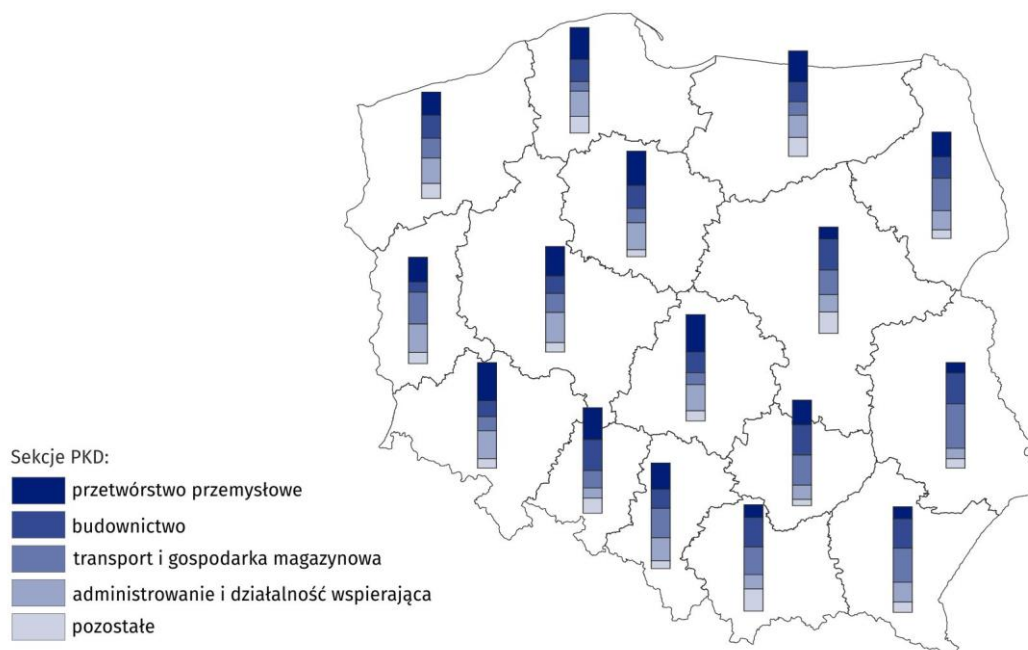 Sekcje PKD:
przetwórstwo przemysłowe
budownictwo
transport i gospodarka magazynowa
administrowanie i działalność wspierająca
pozostałe